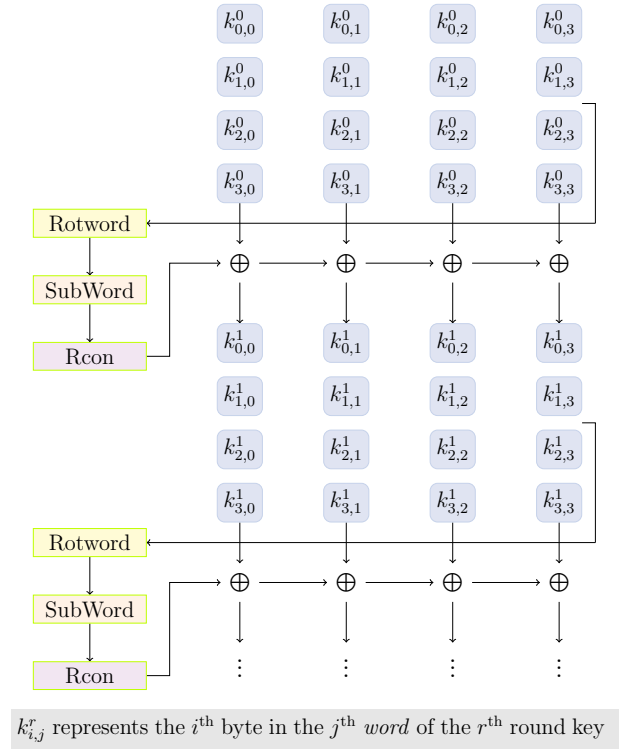 k^0_{0,0} k^0_{0,1} k^0_{0,2} k^0_{0,3}
k^0_{1,0} k^0_{1,1} k^0_{1,2} k^0_{1,3}
k^0_{2,0} k^0_{2,1} k^0_{2,2} k^0_{2,3}
k^0_{3,0} k^0_{3,1} k^0_{3,2} k^0_{3,3}
Rotword
⊕ ⊕ ⊕ ⊕
SubWord
Rcon
k^1_{0,0} k^1_{0,1} k^1_{0,2} k^1_{0,3}
k^1_{1,0} k^1_{1,1} k^1_{1,2} k^1_{1,3}
k^1_{2,0} k^1_{2,1} k^1_{2,2} k^1_{2,3}
k^1_{3,0} k^1_{3,1} k^1_{3,2} k^1_{3,3}
Rotword
⊕ ⊕ ⊕ ⊕
SubWord
Rcon
⋮ ⋮ ⋮ ⋮
k^r_{i,j} represents the i^th byte in the j^th word of the r^th round key